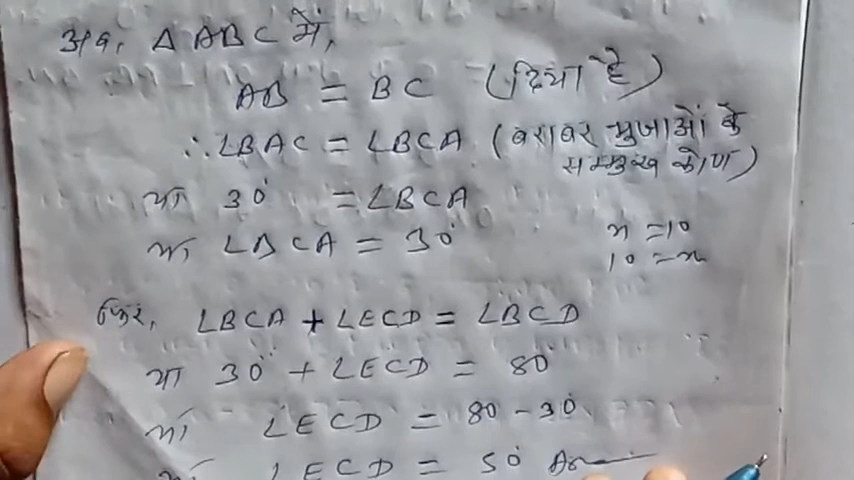 अब, Δ ABC में,
AB = BC (दिया है)
∴ ∠BAC = ∠BCA (बराबर भुजाओं के
सम्मुख कोण)
या 30° = ∠BCA
या ∠BCA = 30°
x = 10
10 = x
फिर, ∠BCA + ∠ECD = ∠BCD
या 30° + ∠ECD = 80°
या ∠ECD = 80 - 30
या ∠ECD = 50° Ans